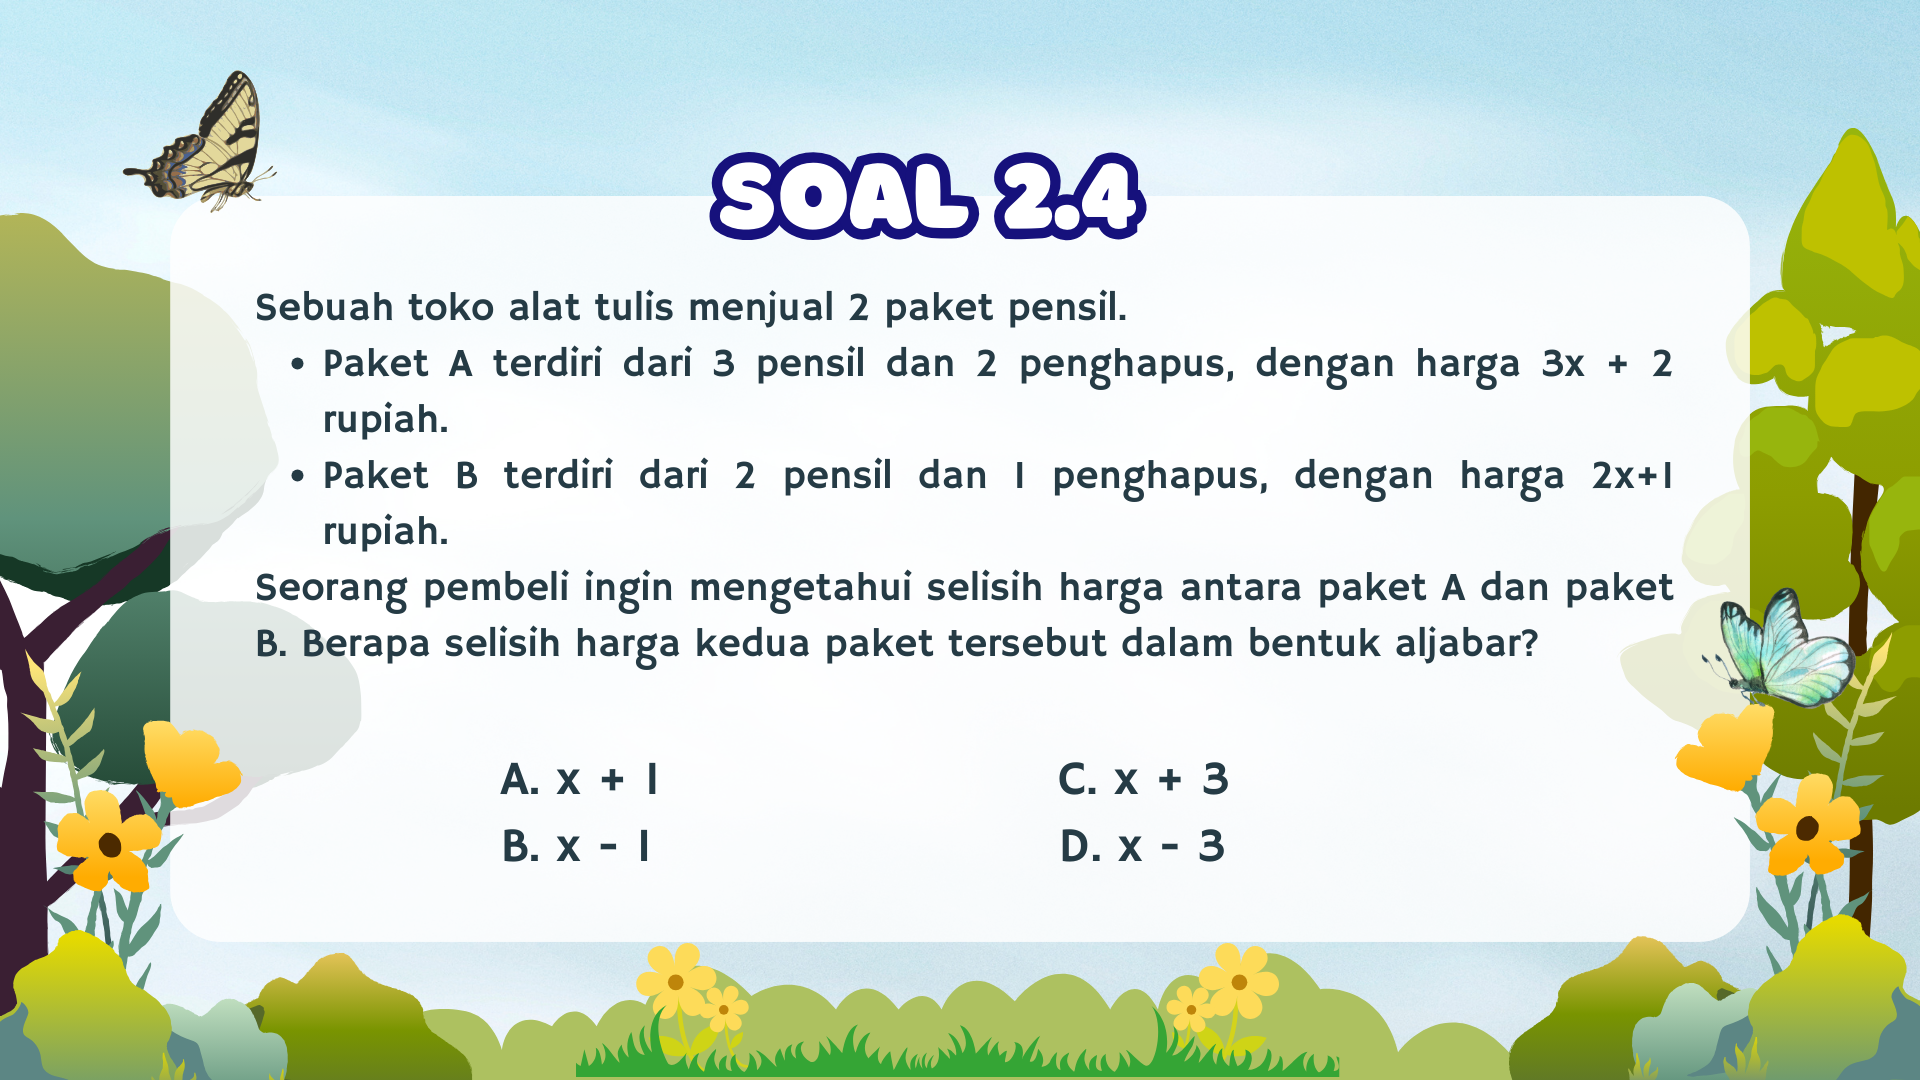 SOAL 2.4
Sebuah toko alat tulis menjual 2 paket pensil.
• Paket A terdiri dari 3 pensil dan 2 penghapus, dengan harga 3x + 2
rupiah.
• Paket B terdiri dari 2 pensil dan 1 penghapus, dengan harga 2x+1
rupiah.
Seorang pembeli ingin mengetahui selisih harga antara paket A dan paket
B. Berapa selisih harga kedua paket tersebut dalam bentuk aljabar?
A. x + 1
B. x - 1
C. x + 3
D. x - 3